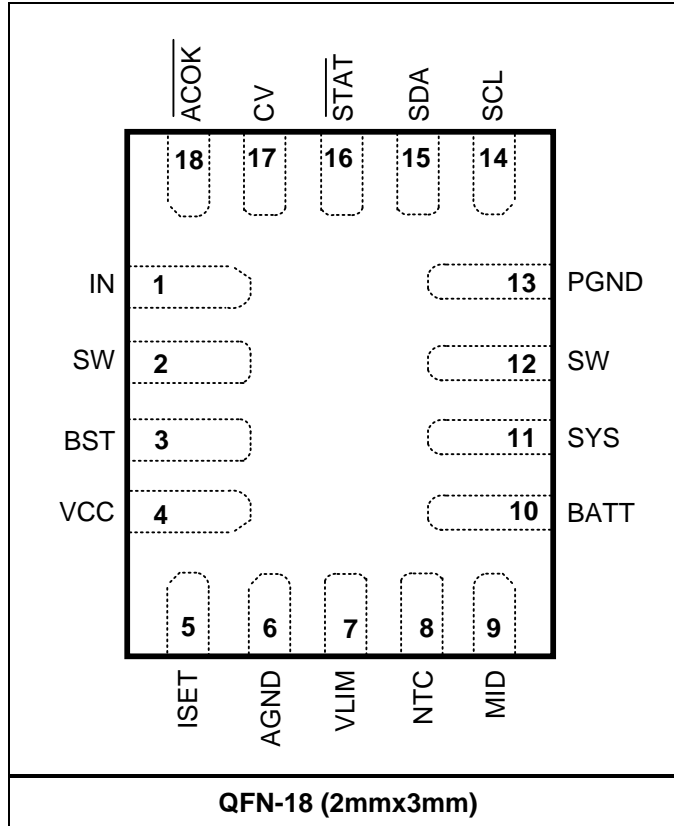 ACOK CV STAT SDA SCL
18 17 16 15 14
IN 1 13 PGND
SW 2 12 SW
BST 3 11 SYS
VCC 4 10 BATT
5 6 7 8 9
ISET AGND VLIM NTC MID
QFN-18 (2mmx3mm)